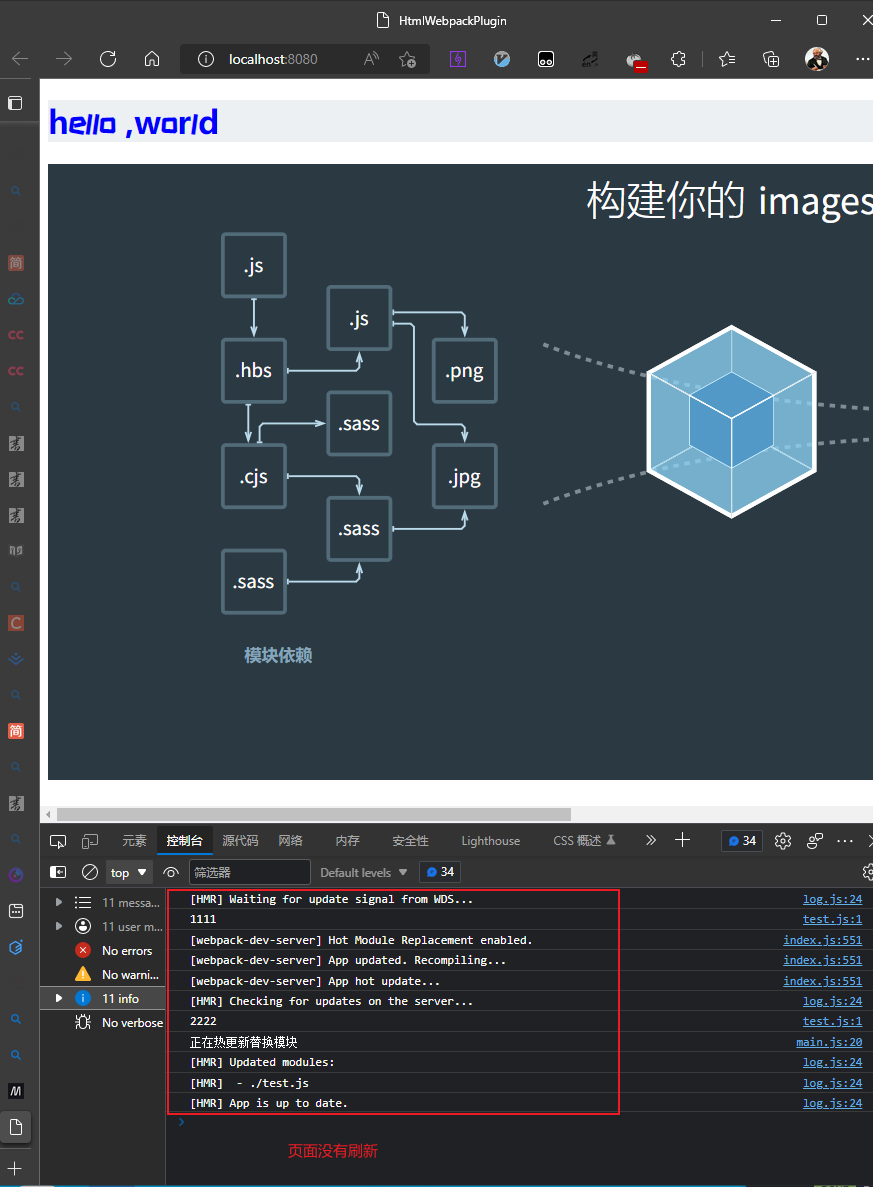 HtmlWebpackPlugin
localhost:8080
hello ,world
构建你的 images
.js
.js
.hbs
.png
.sass
.cjs
.jpg
.sass
.sass
模块依赖
元素 控制台 源代码 网络 内存 安全性 Lighthouse CSS 概述 34
top 筛选器 Default levels 34
11 messa...
11 user m...
No errors
No warni...
11 info
No verbose
[HMR] Waiting for update signal from WDS... log.js:24
1111 test.js:1
[webpack-dev-server] Hot Module Replacement enabled. index.js:551
[webpack-dev-server] App updated. Recompiling... index.js:551
[webpack-dev-server] App hot update... index.js:551
[HMR] Checking for updates on the server... log.js:24
2222 test.js:1
正在热更新替换模块 main.js:20
[HMR] Updated modules: log.js:24
[HMR]  - ./test.js log.js:24
[HMR] App is up to date. log.js:24
页面没有刷新
简
CC
CC
C
简
M